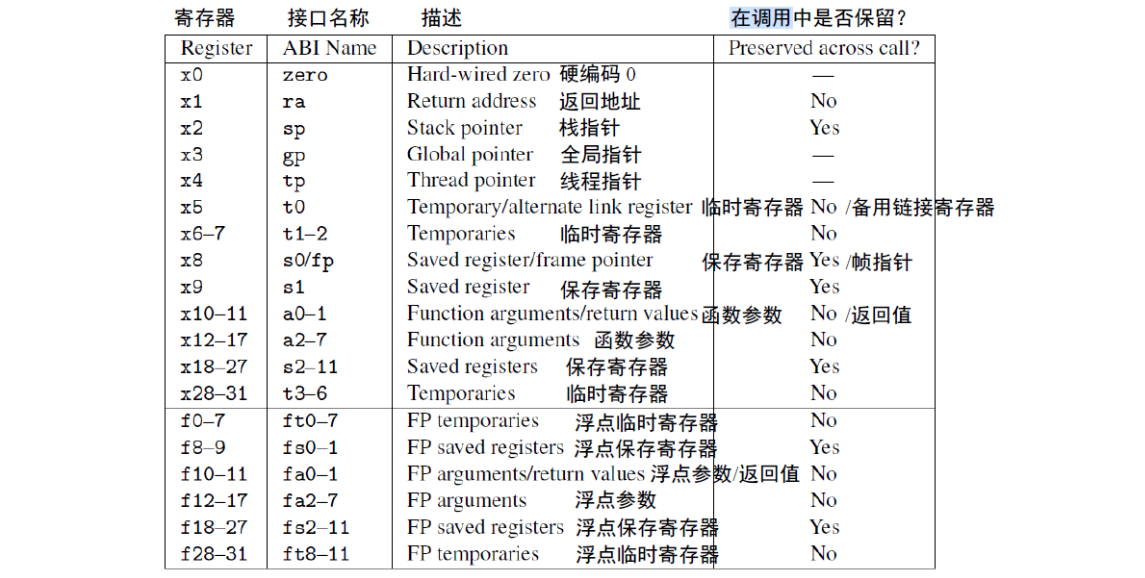 寄存器 接口名称 描述 在调用中是否保留？
Register ABI Name Description Preserved across call?
x0 zero Hard-wired zero 硬编码 0 —
x1 ra Return address 返回地址 No
x2 sp Stack pointer 栈指针 Yes
x3 gp Global pointer 全局指针 —
x4 tp Thread pointer 线程指针 —
x5 t0 Temporary/alternate link register 临时寄存器 No /备用链接寄存器
x6–7 t1–2 Temporaries 临时寄存器 No
x8 s0/fp Saved register/frame pointer 保存寄存器 Yes /帧指针
x9 s1 Saved register 保存寄存器 Yes
x10–11 a0–1 Function arguments/return values 函数参数 No /返回值
x12–17 a2–7 Function arguments 函数参数 No
x18–27 s2–11 Saved registers 保存寄存器 Yes
x28–31 t3–6 Temporaries 临时寄存器 No
f0–7 ft0–7 FP temporaries 浮点临时寄存器 No
f8–9 fs0–1 FP saved registers 浮点保存寄存器 Yes
f10–11 fa0–1 FP arguments/return values 浮点参数/返回值 No
f12–17 fa2–7 FP arguments 浮点参数 No
f18–27 fs2–11 FP saved registers 浮点保存寄存器 Yes
f28–31 ft8–11 FP temporaries 浮点临时寄存器 No